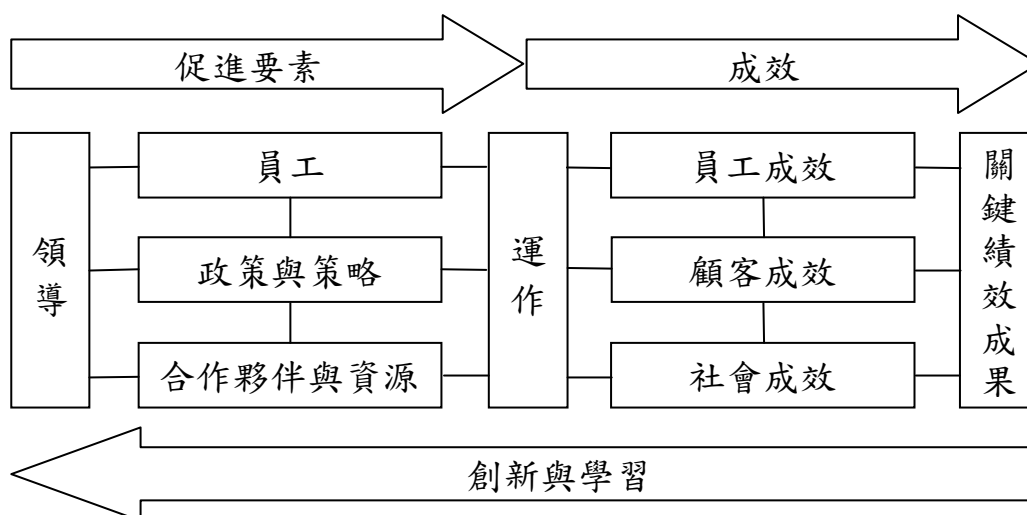 促進要素
成效
領導
員工
政策與策略
合作夥伴與資源
運作
員工成效
顧客成效
社會成效
關鍵績效成果
創新與學習